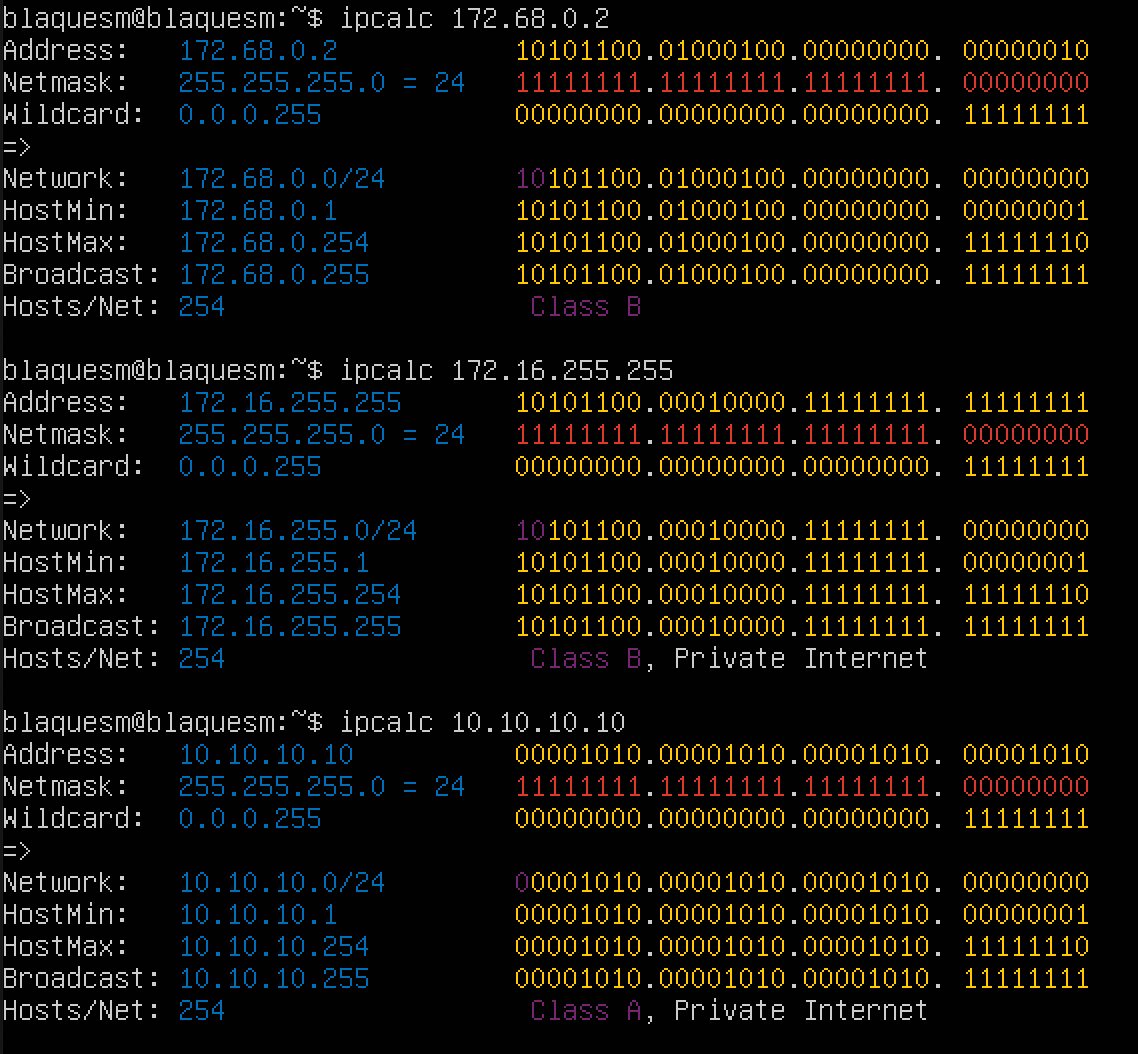 blaquesm@blaquesm:~$ ipcalc 172.68.0.2
Address:   172.68.0.2           10101100.01000100.00000000. 00000010
Netmask:   255.255.255.0 = 24   11111111.11111111.11111111. 00000000
Wildcard:  0.0.0.255            00000000.00000000.00000000. 11111111
=>
Network:   172.68.0.0/24        10101100.01000100.00000000. 00000000
HostMin:   172.68.0.1           10101100.01000100.00000000. 00000001
HostMax:   172.68.0.254         10101100.01000100.00000000. 11111110
Broadcast: 172.68.0.255         10101100.01000100.00000000. 11111111
Hosts/Net: 254                   Class B

blaquesm@blaquesm:~$ ipcalc 172.16.255.255
Address:   172.16.255.255       10101100.00010000.11111111. 11111111
Netmask:   255.255.255.0 = 24   11111111.11111111.11111111. 00000000
Wildcard:  0.0.0.255            00000000.00000000.00000000. 11111111
=>
Network:   172.16.255.0/24      10101100.00010000.11111111. 00000000
HostMin:   172.16.255.1         10101100.00010000.11111111. 00000001
HostMax:   172.16.255.254       10101100.00010000.11111111. 11111110
Broadcast: 172.16.255.255       10101100.00010000.11111111. 11111111
Hosts/Net: 254                   Class B, Private Internet

blaquesm@blaquesm:~$ ipcalc 10.10.10.10
Address:   10.10.10.10          00001010.00001010.00001010. 00001010
Netmask:   255.255.255.0 = 24   11111111.11111111.11111111. 00000000
Wildcard:  0.0.0.255            00000000.00000000.00000000. 11111111
=>
Network:   10.10.10.0/24        00001010.00001010.00001010. 00000000
HostMin:   10.10.10.1           00001010.00001010.00001010. 00000001
HostMax:   10.10.10.254         00001010.00001010.00001010. 11111110
Broadcast: 10.10.10.255         00001010.00001010.00001010. 11111111
Hosts/Net: 254                   Class A, Private Internet